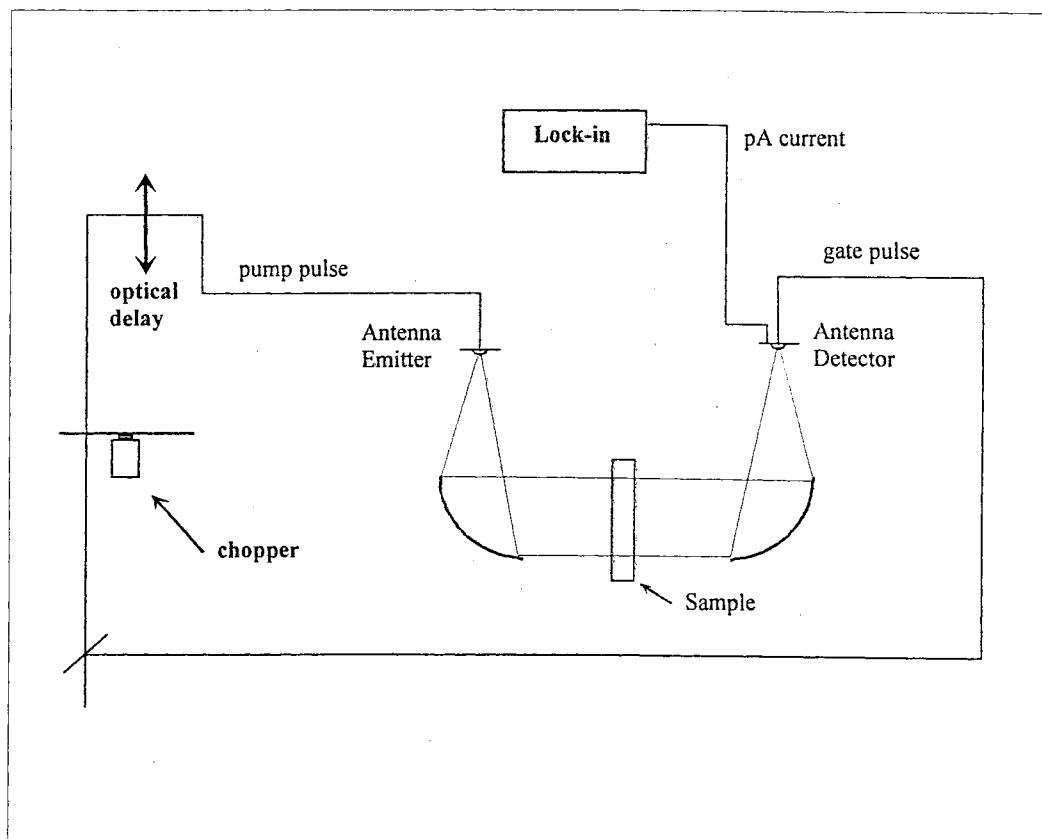 Lock-in
pA current
gate pulse
pump pulse
optical
delay
Antenna
Emitter
Antenna
Detector
chopper
Sample